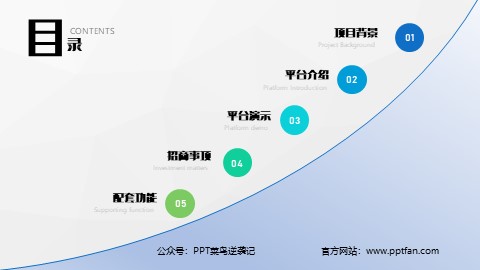 目录
CONTENTS
项目背景
Project background
01
平台介绍
Platform introduction
02
平台演示
Platform demo
03
招商事项
Investment matters
04
配套功能
Supporting function
05
公众号：PPT菜鸟逆袭记
官方网站：www.pptfan.com